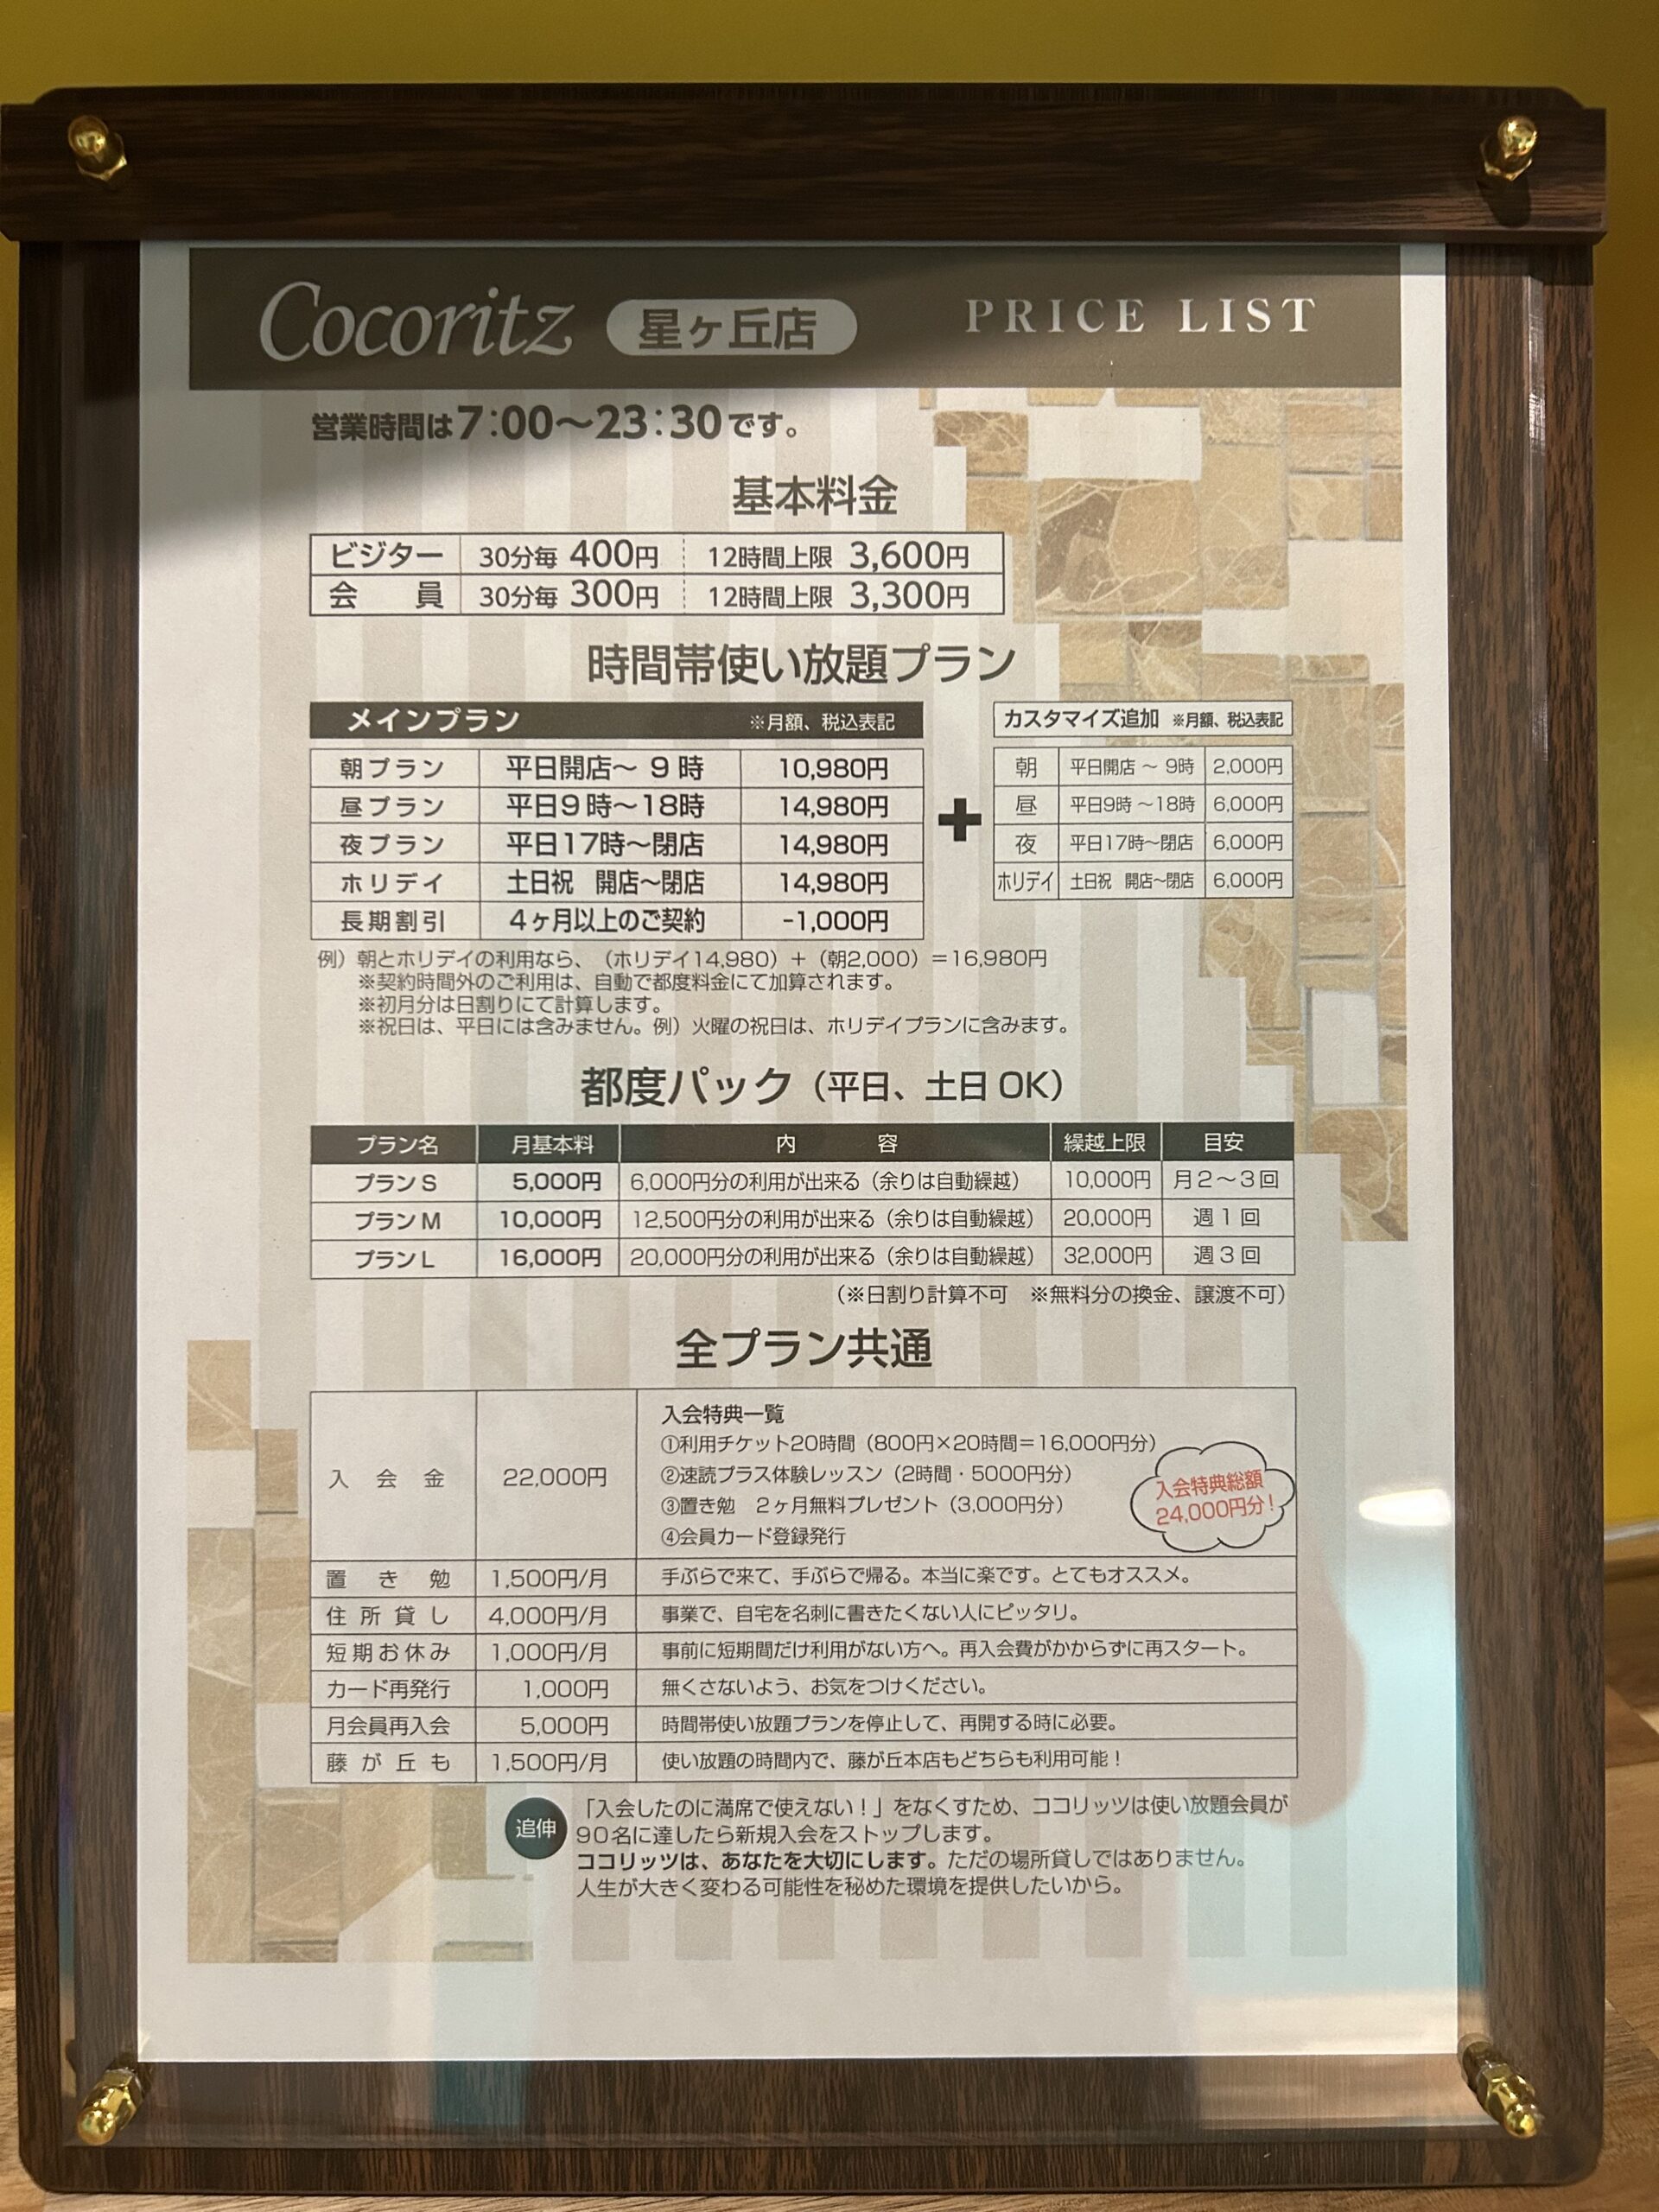 Cocoritz 星ヶ丘店 PRICE LIST
営業時間は7:00〜23:30です。
基本料金
ビジター 30分毎 400円 12時間上限 3,600円
会員 30分毎 300円 12時間上限 3,300円
時間帯使い放題プラン
メインプラン ※月額、税込表記
朝プラン 平日開店〜 9 時 10,980円
昼プラン 平日9時〜18時 14,980円
夜プラン 平日17時〜閉店 14,980円
ホリデイ 土日祝 開店〜閉店 14,980円
長期割引 4ヶ月以上のご契約 -1,000円
+
カスタマイズ追加 ※月額、税込表記
朝 平日開店 〜 9時 2,000円
昼 平日9時 〜18時 6,000円
夜 平日17時〜閉店 6,000円
ホリデイ 土日祝 開店〜閉店 6,000円
例）朝とホリデイの利用なら、（ホリデイ14,980）＋（朝2,000）＝16,980円
※契約時間外のご利用は、自動で都度料金にて加算されます。
※初月分は日割りにて計算します。
※祝日は、平日には含みません。例）火曜の祝日は、ホリデイプランに含みます。
都度パック（平日、土日 OK）
プラン名 月基本料 内容 繰越上限 目安
プランS 5,000円 6,000円分の利用が出来る（余りは自動繰越） 10,000円 月2〜3回
プランM 10,000円 12,500円分の利用が出来る（余りは自動繰越） 20,000円 週1回
プランL 16,000円 20,000円分の利用が出来る（余りは自動繰越） 32,000円 週3回
（※日割り計算不可 ※無料分の換金、譲渡不可）
全プラン共通
入会金 22,000円
入会特典一覧
①利用チケット20時間（800円×20時間＝16,000円分）
②速読プラス体験レッスン（2時間・5000円分）
③置き勉 2ヶ月無料プレゼント（3,000円分）
④会員カード登録発行
入会特典総額
24,000円分！
置き勉 1,500円/月 手ぶらで来て、手ぶらで帰る。本当に楽です。とてもオススメ。
住所貸し 4,000円/月 事業で、自宅を名刺に書きたくない人にピッタリ。
短期お休み 1,000円/月 事前に短期間だけ利用がない方へ。再入会費がかからずに再スタート。
カード再発行 1,000円 無くさないよう、お気をつけください。
月会員再入会 5,000円 時間帯使い放題プランを停止して、再開する時に必要。
藤が丘も 1,500円/月 使い放題の時間内で、藤が丘本店もどちらも利用可能！
追伸
「入会したのに満席で使えない！」をなくすため、ココリッツは使い放題会員が
90名に達したら新規入会をストップします。
ココリッツは、あなたを大切にします。ただの場所貸しではありません。
人生が大きく変わる可能性を秘めた環境を提供したいから。